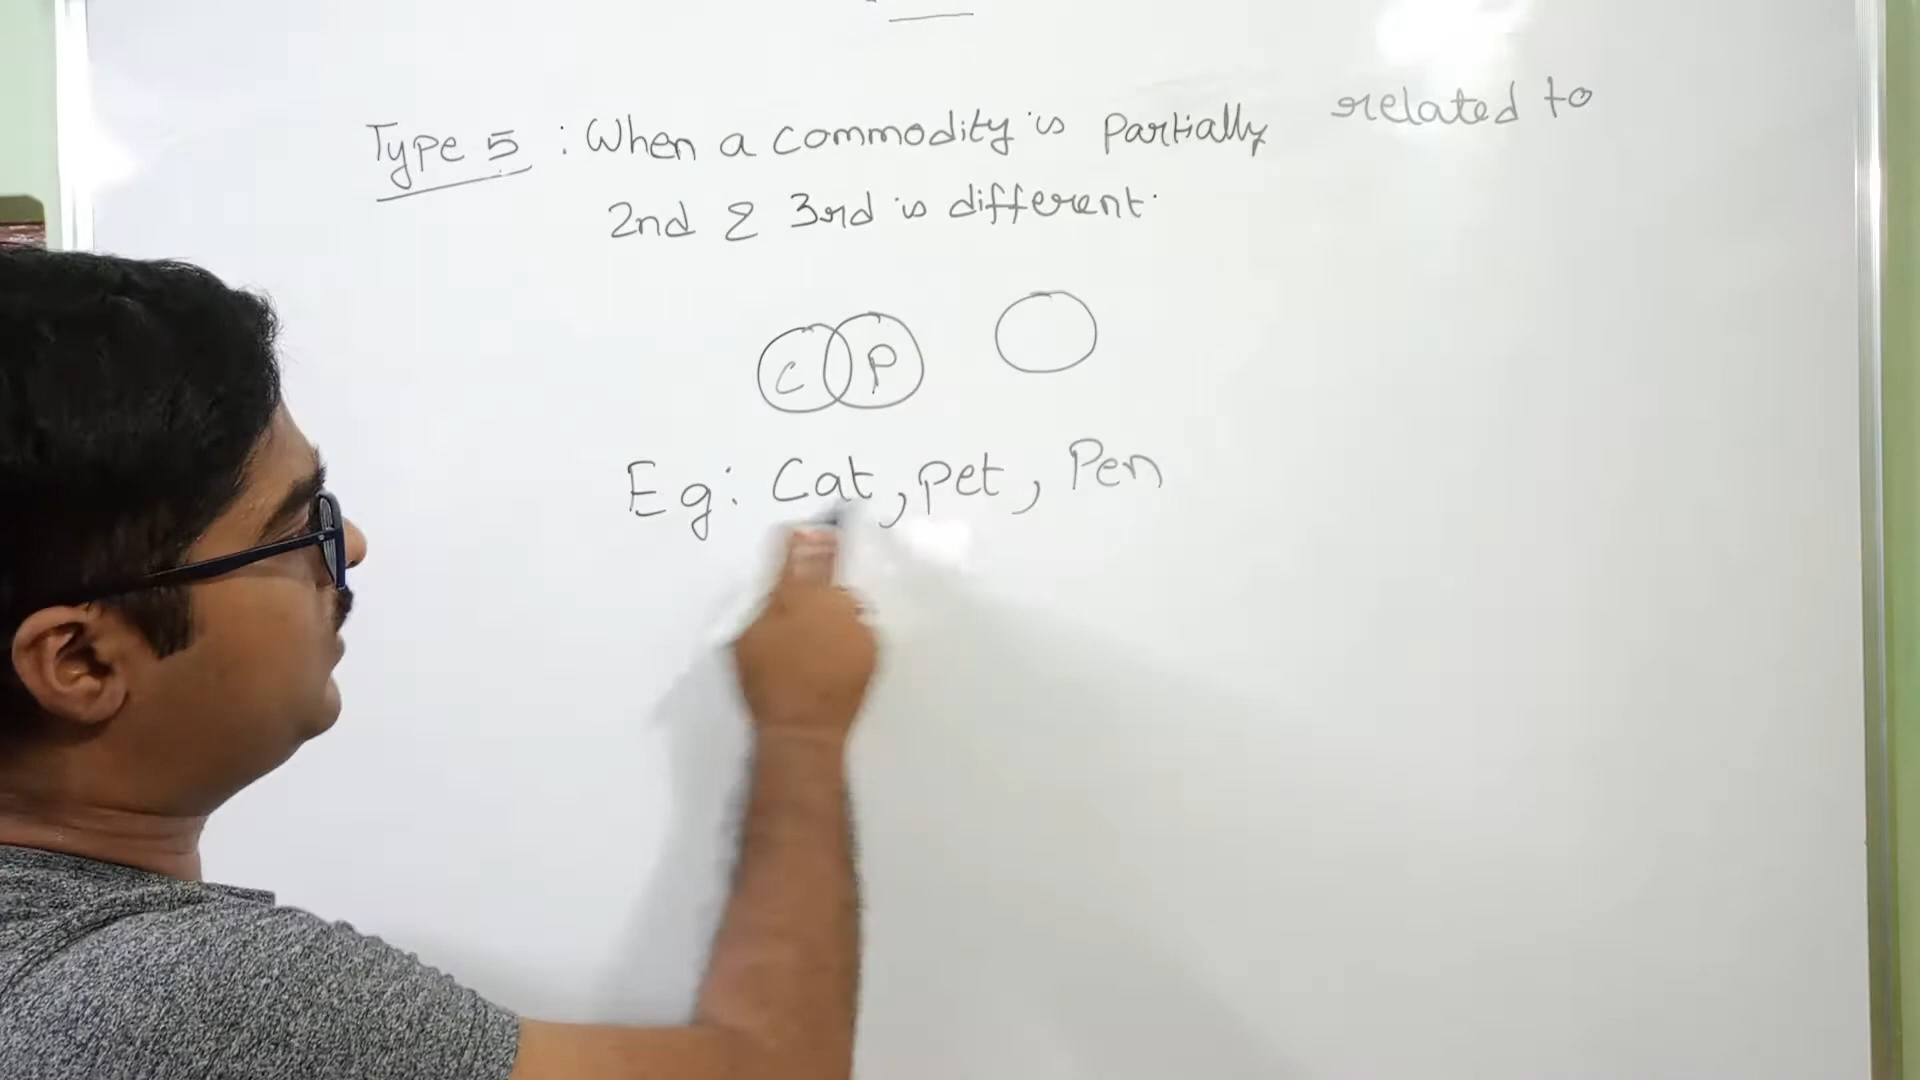 Type 5 : When a commodity is partially related to
2nd & 3rd is different.
C P
Eg: Cat, pet, Pen